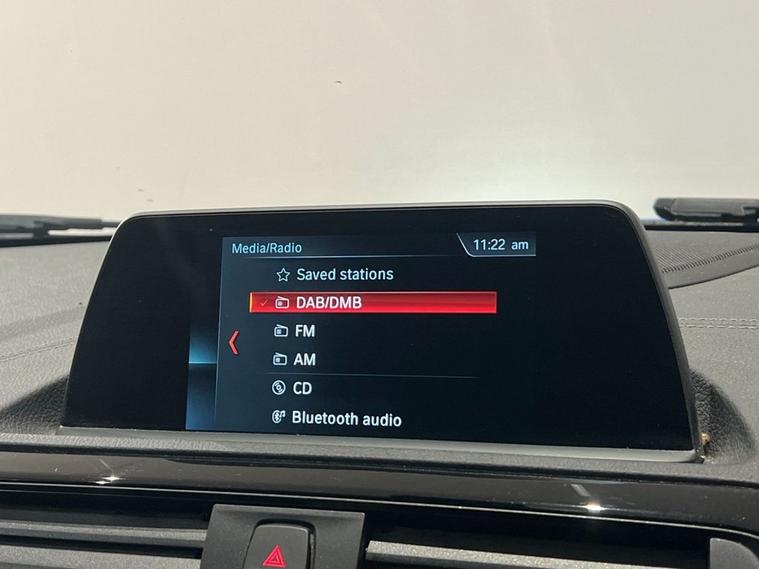 Media/Radio
11:22 am
Saved stations
DAB/DMB
FM
AM
CD
Bluetooth audio